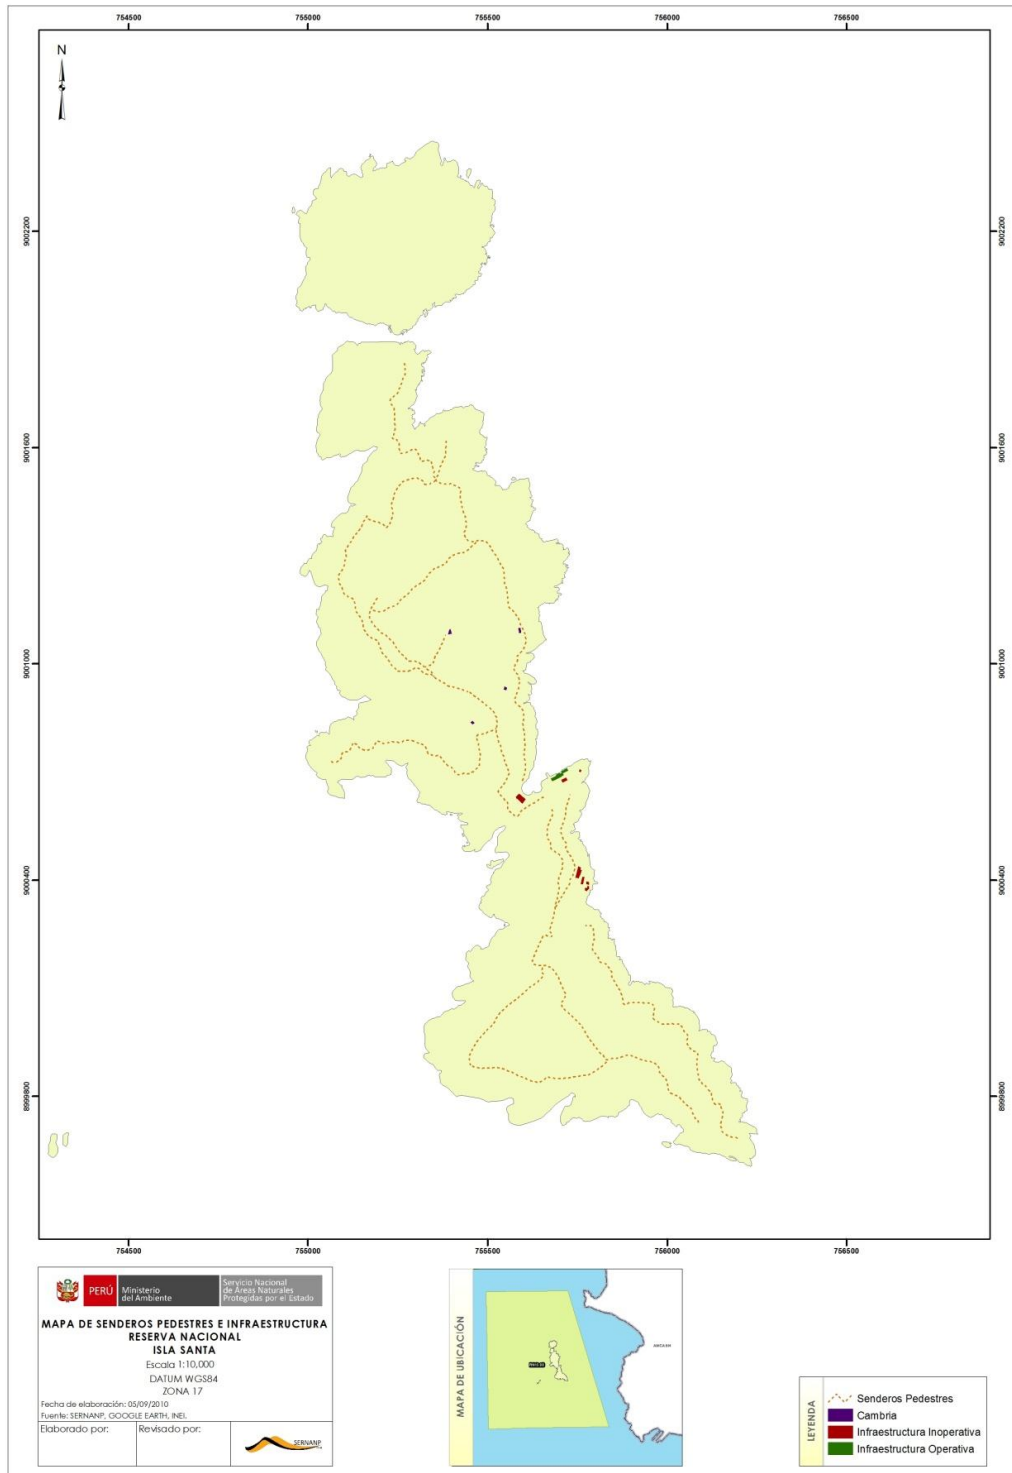 754500 755000 755500 756000 756500
N
9002200 9002200
9001600 9001600
9001000 9001000
9000400 9000400
8999800 8999800
754500 755000 755500 756000 756500
PERÚ
Ministerio
del Ambiente
Servicio Nacional
de Áreas Naturales
Protegidas por el Estado
MAPA DE SENDEROS PEDESTRES E INFRAESTRUCTURA
RESERVA NACIONAL
ISLA SANTA
Escala 1:10,000
DATUM WGS84
ZONA 17
Fecha de elaboración: 05/09/2010
Fuente: SERNANP, GOOGLE EARTH, INEI.
Elaborado por: Revisado por:
SERNANP
MAPA DE UBICACIÓN
ANCASH
LEYENDA
Senderos Pedestres
Cambria
Infraestructura Inoperativa
Infraestructura Operativa